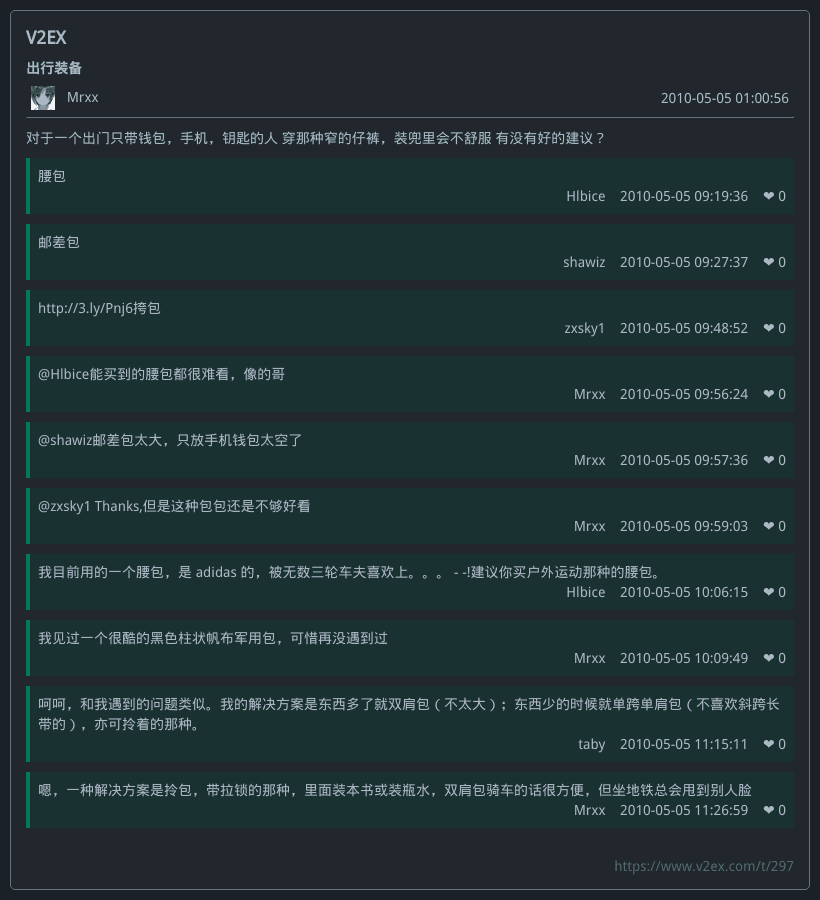 V2EX
出行装备
Mrxx 2010-05-05 01:00:56
对于一个出门只带钱包，手机，钥匙的人 穿那种窄的仔裤，装兜里会不舒服 有没有好的建议？
腰包
Hlbice 2010-05-05 09:19:36 ❤ 0
邮差包
shawiz 2010-05-05 09:27:37 ❤ 0
http://3.ly/Pnj6挎包
zxsky1 2010-05-05 09:48:52 ❤ 0
@Hlbice能买到的腰包都很难看，像的哥
Mrxx 2010-05-05 09:56:24 ❤ 0
@shawiz邮差包太大，只放手机钱包太空了
Mrxx 2010-05-05 09:57:36 ❤ 0
@zxsky1 Thanks,但是这种包包还是不够好看
Mrxx 2010-05-05 09:59:03 ❤ 0
我目前用的一个腰包，是 adidas 的，被无数三轮车夫喜欢上。。。 - -!建议你买户外运动那种的腰包。
Hlbice 2010-05-05 10:06:15 ❤ 0
我见过一个很酷的黑色柱状帆布军用包，可惜再没遇到过
Mrxx 2010-05-05 10:09:49 ❤ 0
呵呵，和我遇到的问题类似。我的解决方案是东西多了就双肩包（不太大）；东西少的时候就单跨单肩包（不喜欢斜跨长
带的），亦可拎着的那种。
taby 2010-05-05 11:15:11 ❤ 0
嗯，一种解决方案是拎包，带拉锁的那种，里面装本书或装瓶水，双肩包骑车的话很方便，但坐地铁总会甩到别人脸
Mrxx 2010-05-05 11:26:59 ❤ 0
https://www.v2ex.com/t/297